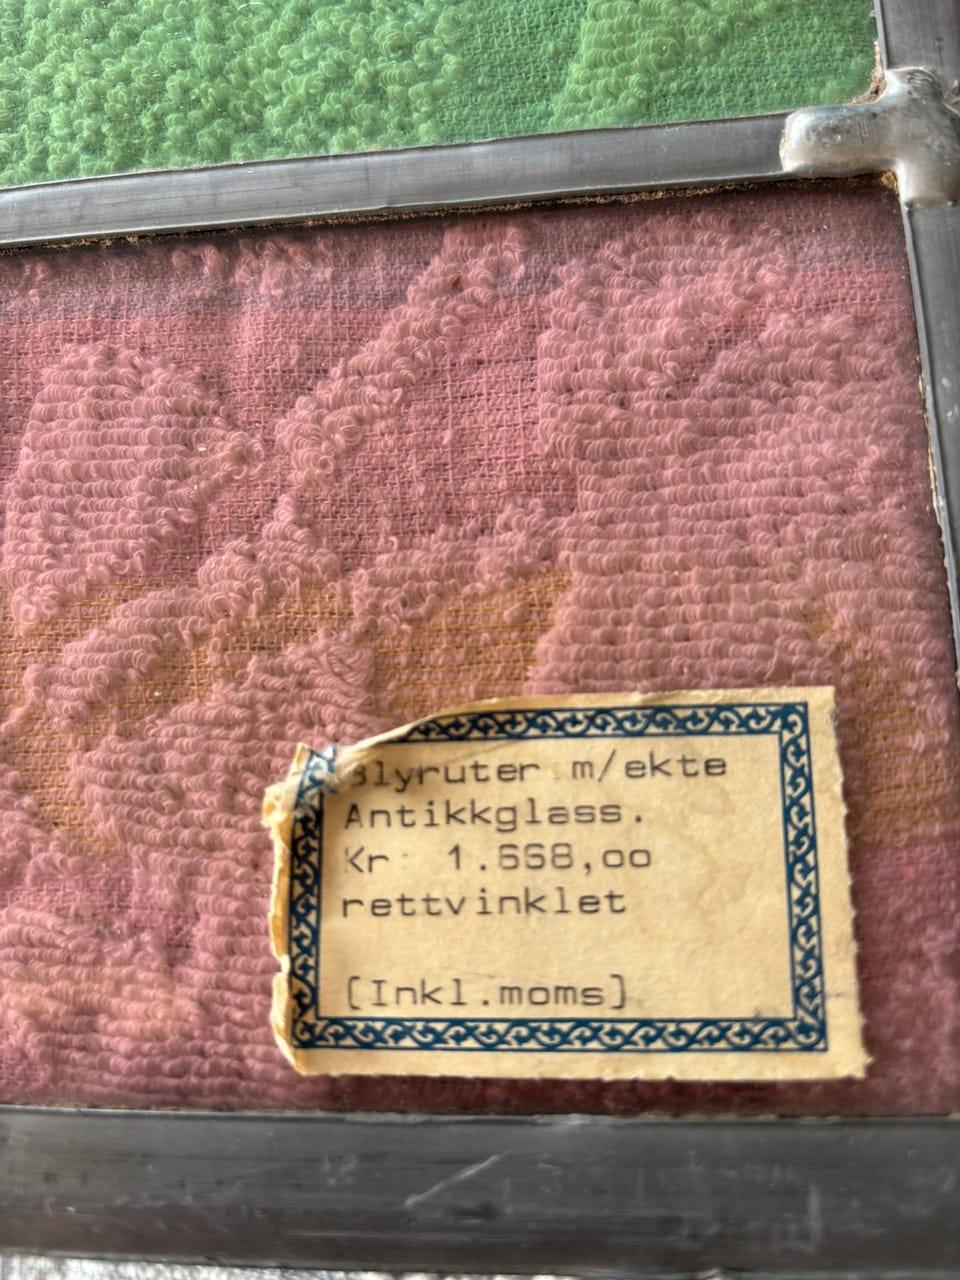 Blyruter m/ekte
Antikkglass.
Kr 1.668,oo
rettvinklet
[Inkl.moms]